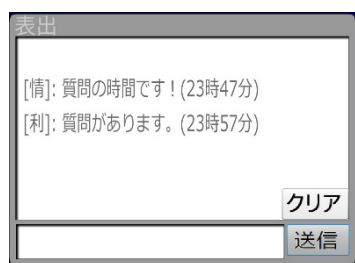 表出
[情]: 質問の時間です！(23時47分)
[利]: 質問があります。(23時57分)
クリア
送信